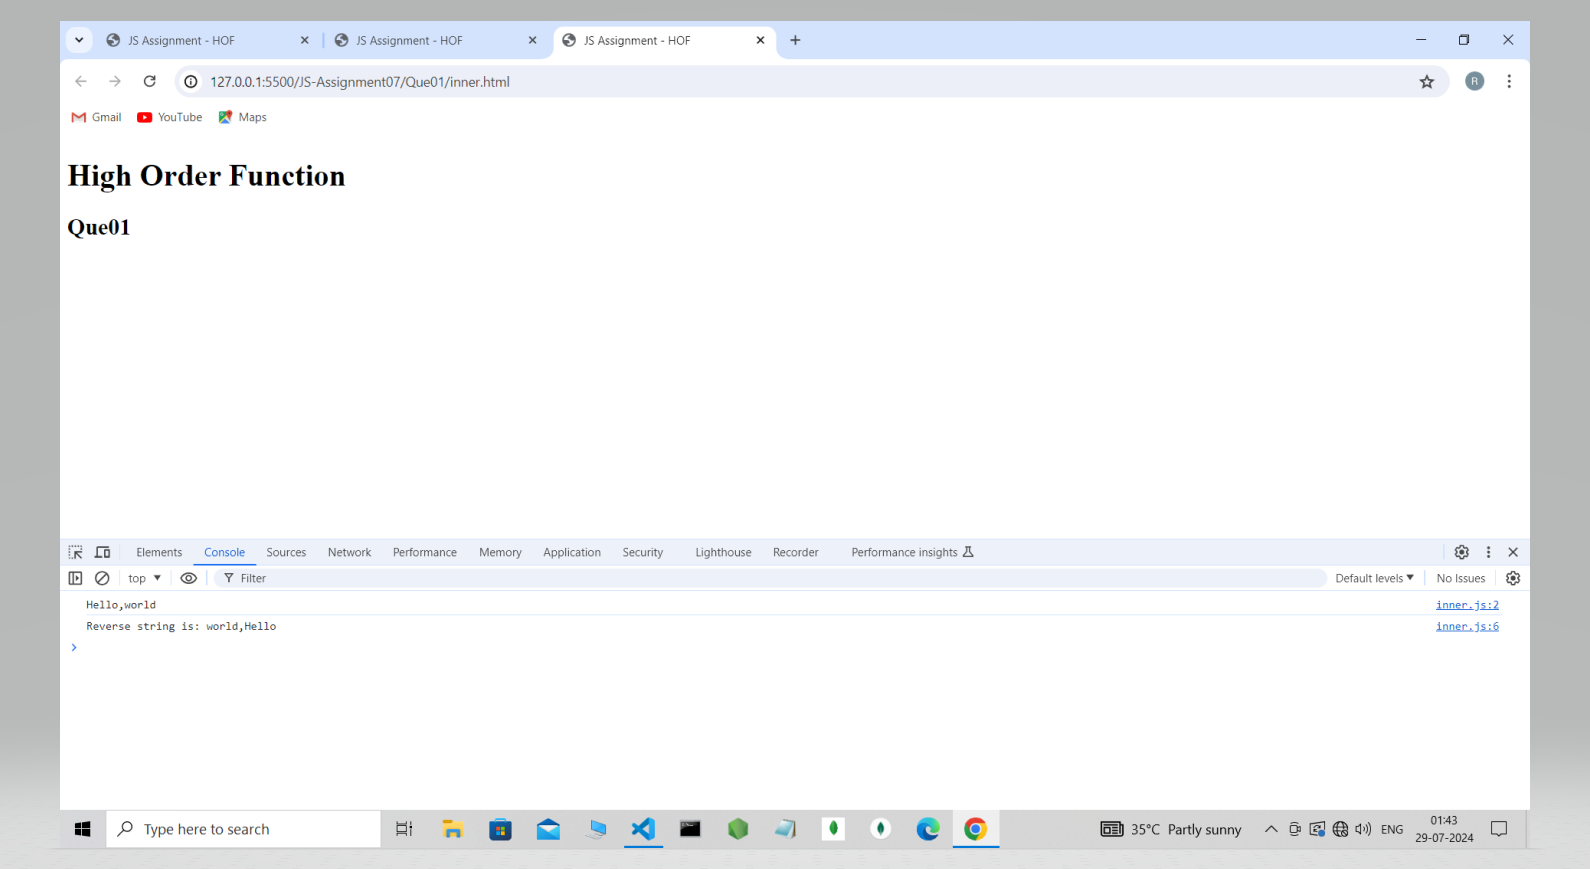 JS Assignment - HOF
JS Assignment - HOF
JS Assignment - HOF
127.0.0.1:5500/JS-Assignment07/Que01/inner.html
R
Gmail
YouTube
Maps
High Order Function
Que01
Elements Console Sources Network Performance Memory Application Security Lighthouse Recorder Performance insights
top Filter Default levels No Issues
Hello,world inner.js:2
Reverse string is: world,Hello inner.js:6
Type here to search
35°C Partly sunny
ENG
01:43
29-07-2024